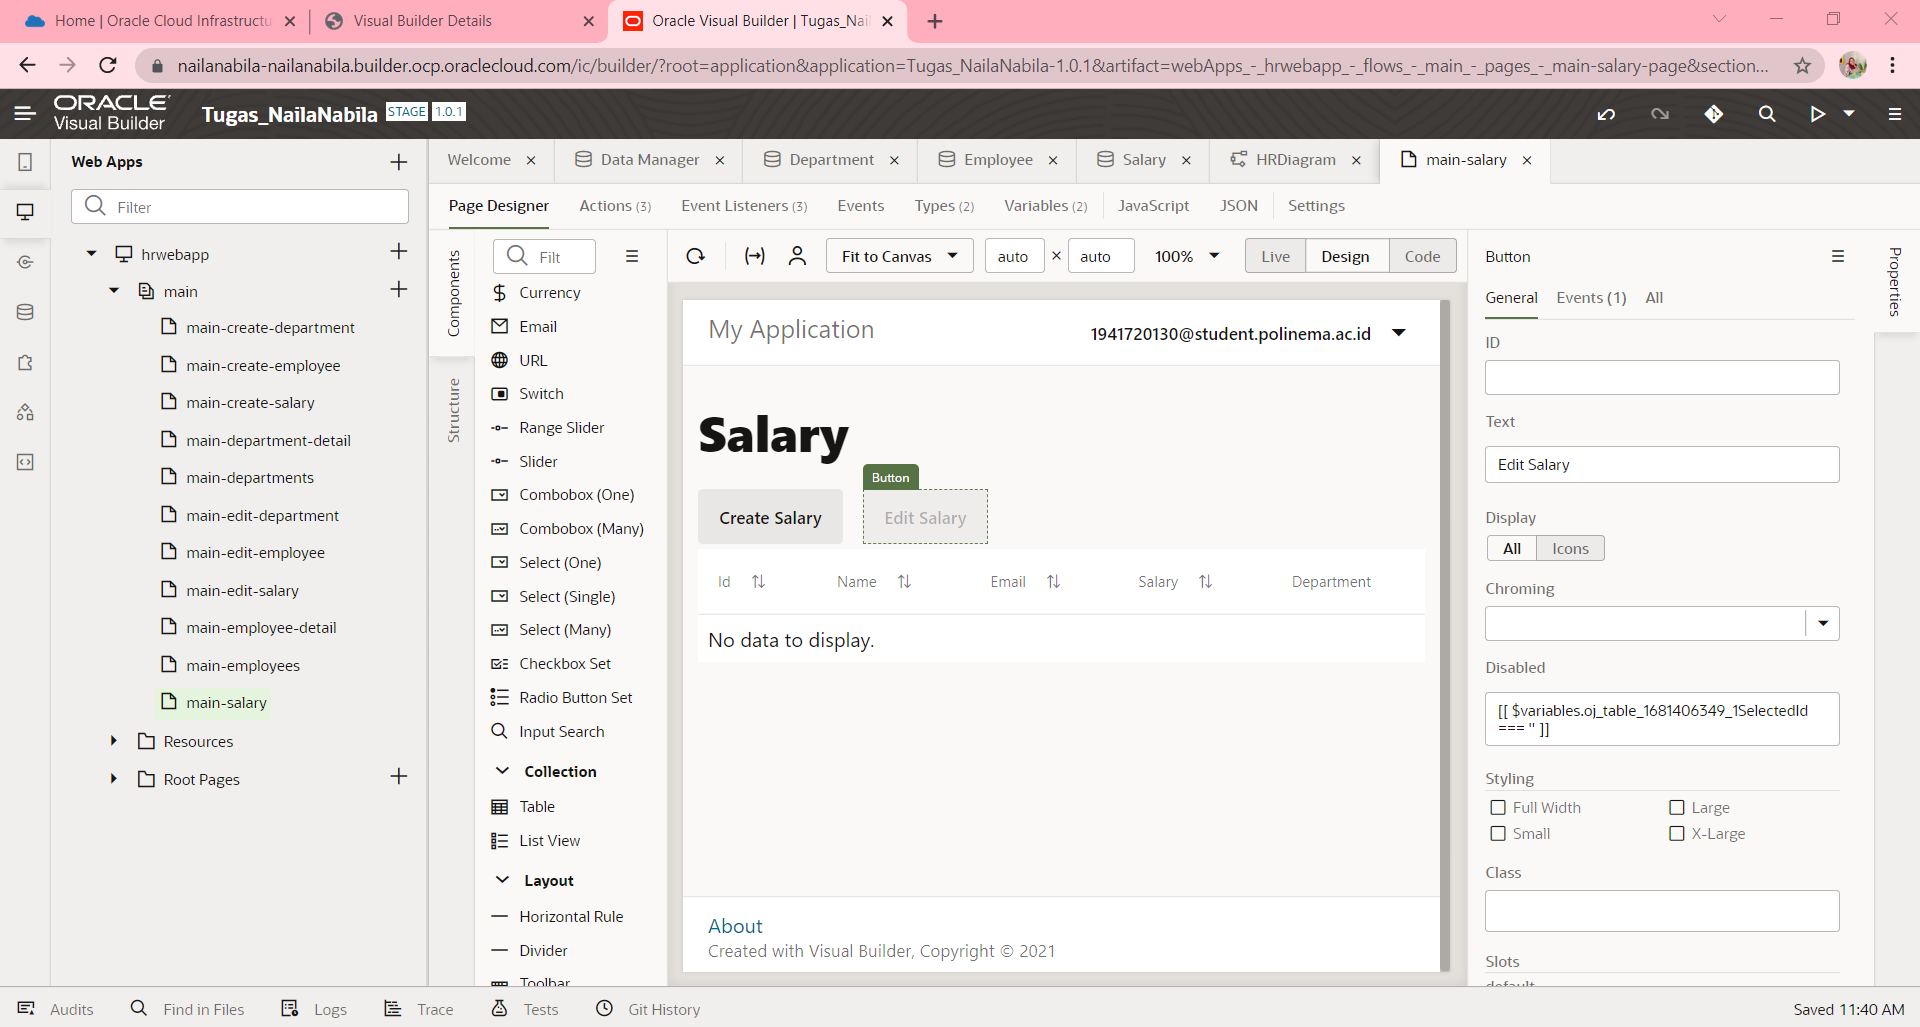 Home | Oracle Cloud Infrastructu
Visual Builder Details
Oracle Visual Builder | Tugas_Nail
nailanabila-nailanabila.builder.ocp.oraclecloud.com/ic/builder/?root=application&application=Tugas_NailaNabila-1.0.1&artifact=webApps_-_hrwebapp_-_flows_-_main_-_pages_-_main-salary-page&section...
ORACLE
Visual Builder
Tugas_NailaNabila STAGE 1.0.1
Web Apps
Filter
hrwebapp
main
main-create-department
main-create-employee
main-create-salary
main-department-detail
main-departments
main-edit-department
main-edit-employee
main-edit-salary
main-employee-detail
main-employees
main-salary
Resources
Root Pages
Welcome
Data Manager
Department
Employee
Salary
HRDiagram
main-salary
Page Designer
Actions (3)
Event Listeners (3)
Events
Types (2)
Variables (2)
JavaScript
JSON
Settings
Components
Structure
Filt
Currency
Email
URL
Switch
Range Slider
Slider
Combobox (One)
Combobox (Many)
Select (One)
Select (Single)
Select (Many)
Checkbox Set
Radio Button Set
Input Search
Collection
Table
List View
Layout
Horizontal Rule
Divider
Toolbar
Fit to Canvas
auto × auto
100%
Live
Design
Code
My Application
1941720130@student.polinema.ac.id
Salary
Button
Create Salary
Edit Salary
Id
Name
Email
Salary
Department
No data to display.
About
Created with Visual Builder, Copyright © 2021
Button
Properties
General
Events (1)
All
ID
Text
Edit Salary
Display
All
Icons
Chroming
Disabled
[[ $variables.oj_table_1681406349_1SelectedId
=== '' ]]
Styling
Full Width
Large
Small
X-Large
Class
Slots
default
Audits
Find in Files
Logs
Trace
Tests
Git History
Saved 11:40 AM